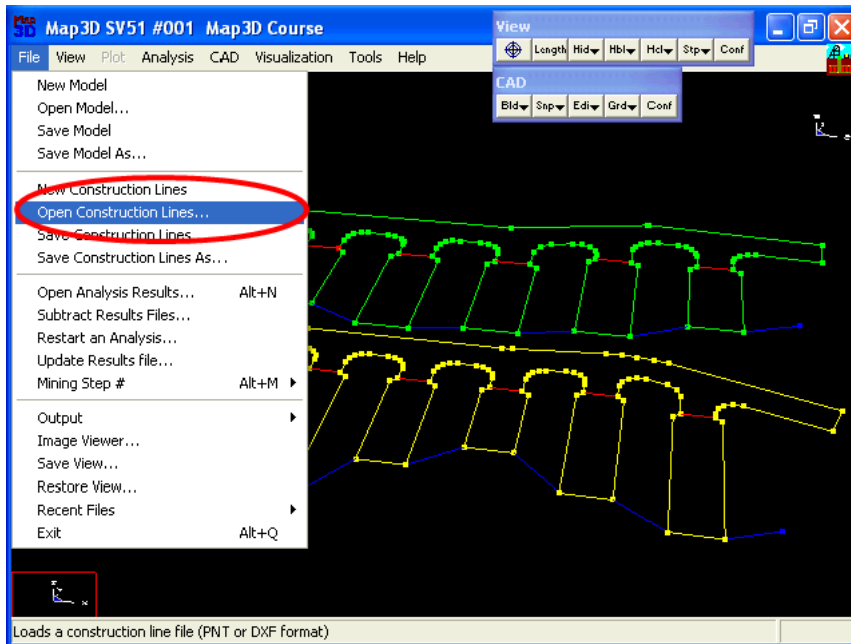 Map 3D
Map3D SV51 #001 Map3D Course
File View Plot Analysis CAD Visualization Tools Help
View
Length Hid Hbl Hcl Stp Conf
CAD
Bld Snp Edi Grd Conf
New Model
Open Model...
Save Model
Save Model As...
New Construction Lines
Open Construction Lines...
Save Construction Lines
Save Construction Lines As...
Open Analysis Results... Alt+N
Subtract Results Files...
Restart an Analysis...
Update Results file...
Mining Step # Alt+M
Output
Image Viewer...
Save View...
Restore View...
Recent Files
Exit Alt+Q
Loads a construction line file (PNT or DXF format)